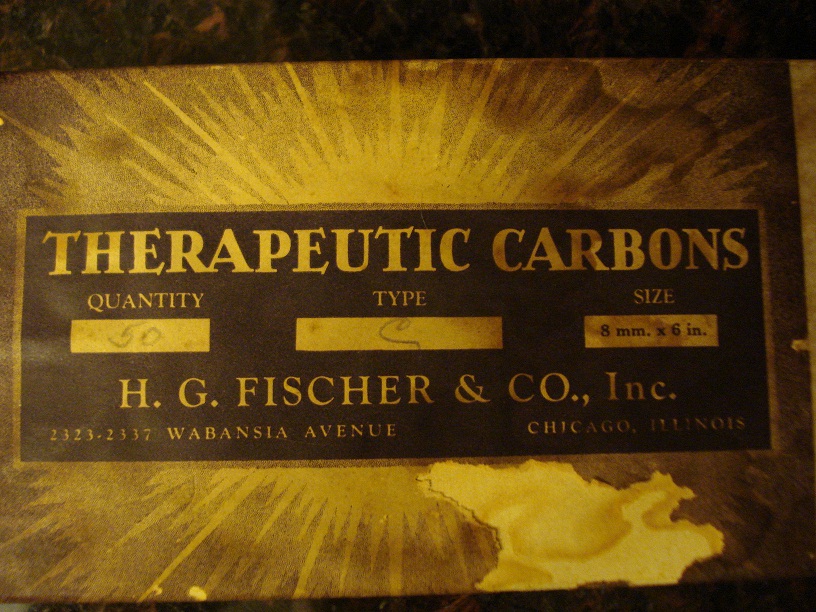 THERAPEUTIC CARBONS
QUANTITY TYPE SIZE
50 C 8 mm. x 6 in.
H. G. FISCHER & CO., Inc.
2323-2337 WABANSIA AVENUE CHICAGO, ILLINOIS